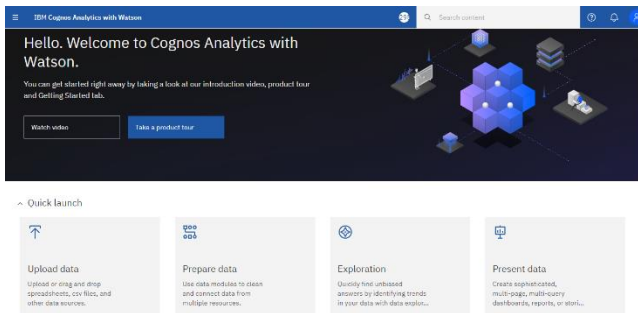 IBM Cognos Analytics with Watson
Search content
Hello. Welcome to Cognos Analytics with
Watson.
You can get started right away by taking a look at our introduction video, product tour
and Getting Started tab.
Watch video
Take a product tour
Quick launch
Upload data
Upload or drag and drop
spreadsheets, csv files, and
other data sources.
Prepare data
Use data modules to clean
and connect data from
multiple resources.
Exploration
Quickly find unbiased
answers by identifying trends
in your data with data explor...
Present data
Create sophisticated,
multi-page, multi-query
dashboards, reports, or stori...